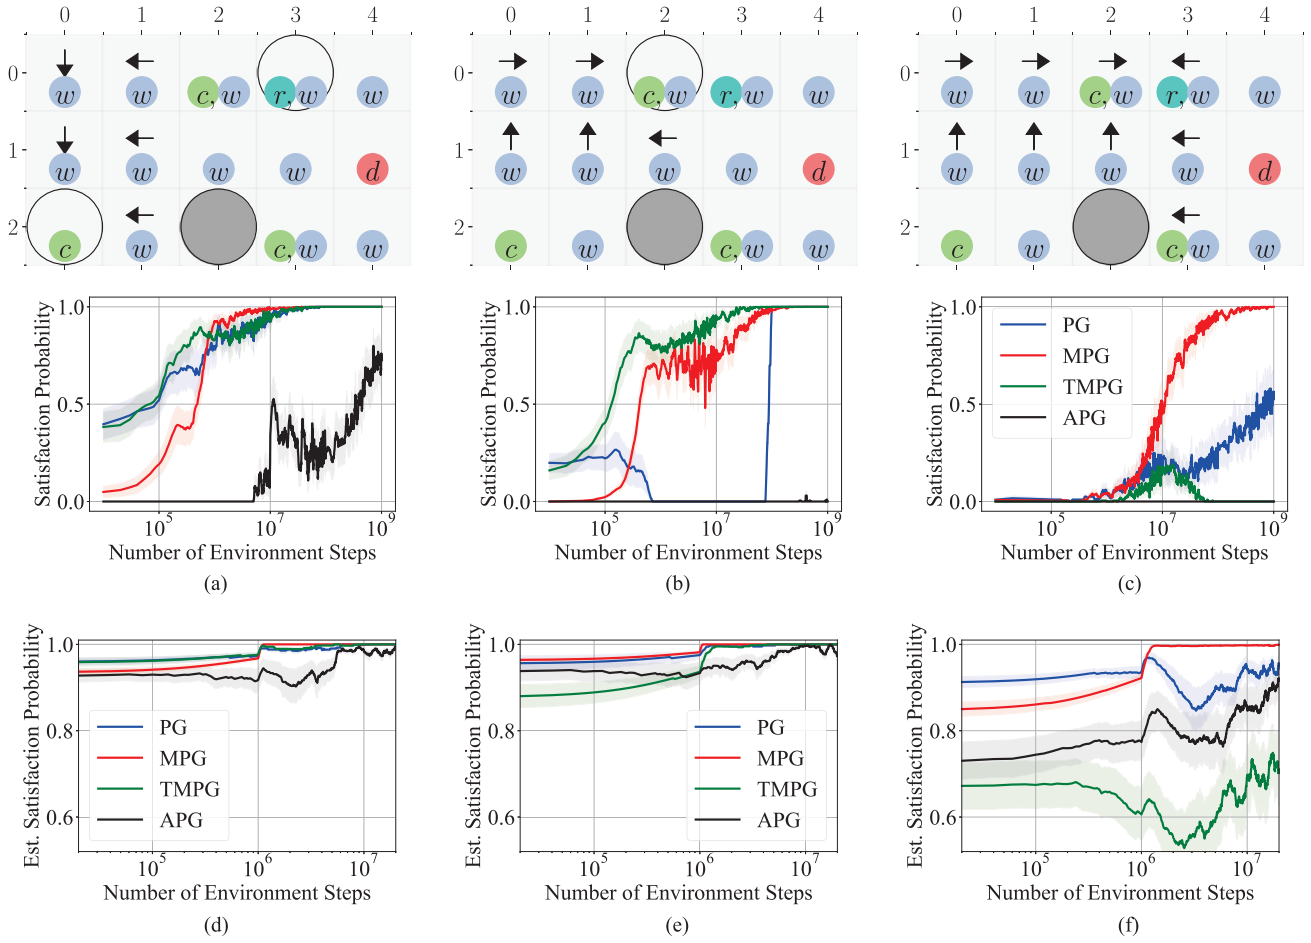 0 1 2 3 4 0 1 2 3 4 0 1 2 3 4
0 w w c, w r, w w 0 w w c, w r, w w 0 w w c, w r, w w
1 w w w w d 1 w w w w d 1 w w w w d
2 c w c, w w 2 c w c, w w 2 c w c, w w
Satisfaction Probability
1.0
0.5
0.0
10^5 10^7 10^9
Number of Environment Steps
(a)
Satisfaction Probability
1.0
0.5
0.0
10^5 10^7 10^9
Number of Environment Steps
(b)
Satisfaction Probability
1.0
0.5
0.0
PG
MPG
TMPG
APG
10^5 10^7 10^9
Number of Environment Steps
(c)
Est. Satisfaction Probability
1.0
0.8
0.6
PG
MPG
TMPG
APG
10^5 10^6 10^7
Number of Environment Steps
(d)
Est. Satisfaction Probability
1.0
0.8
0.6
PG
MPG
TMPG
APG
10^5 10^6 10^7
Number of Environment Steps
(e)
Est. Satisfaction Probability
1.0
0.8
0.6
10^5 10^6 10^7
Number of Environment Steps
(f)